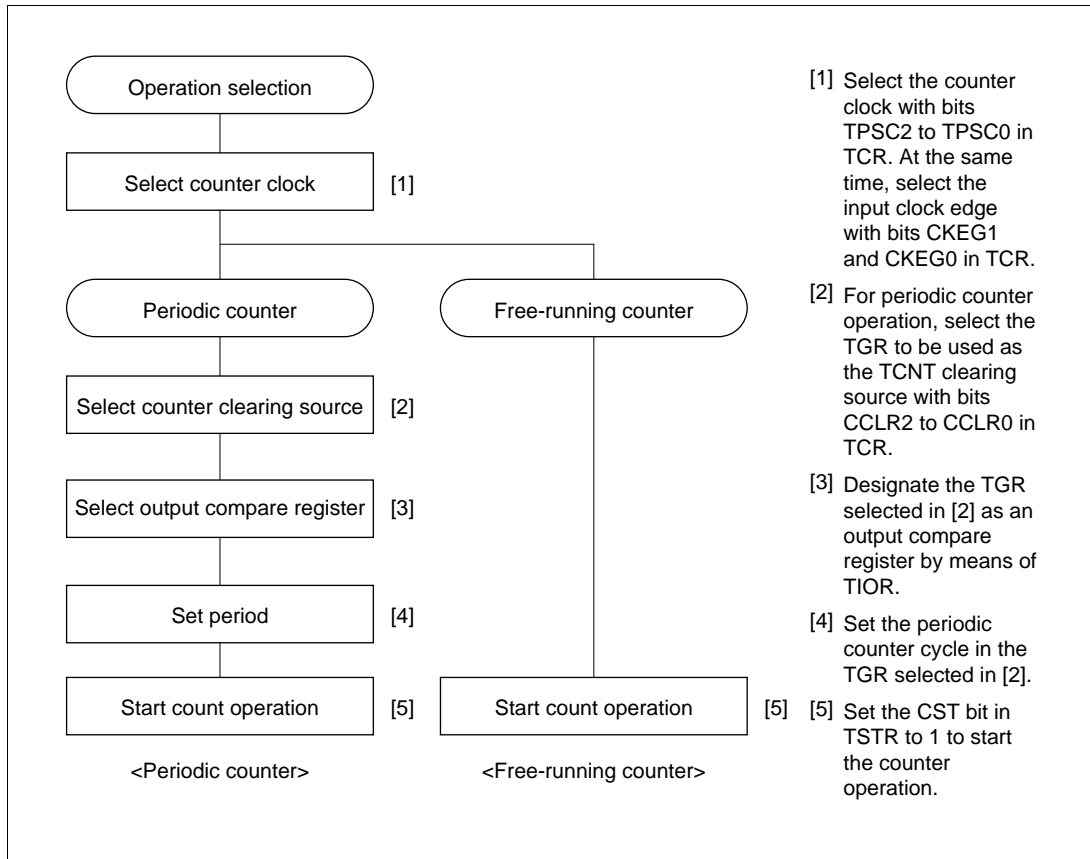 Operation selection
Select counter clock
[1]
Periodic counter
Free-running counter
Select counter clearing source
[2]
Select output compare register
[3]
Set period
[4]
Start count operation
[5]
Start count operation
[5]
<Periodic counter>
<Free-running counter>
[1] Select the counter
clock with bits
TPSC2 to TPSC0 in
TCR. At the same
time, select the
input clock edge
with bits CKEG1
and CKEG0 in TCR.
[2] For periodic counter
operation, select the
TGR to be used as
the TCNT clearing
source with bits
CCLR2 to CCLR0 in
TCR.
[3] Designate the TGR
selected in [2] as an
output compare
register by means of
TIOR.
[4] Set the periodic
counter cycle in the
TGR selected in [2].
[5] Set the CST bit in
TSTR to 1 to start
the counter
operation.